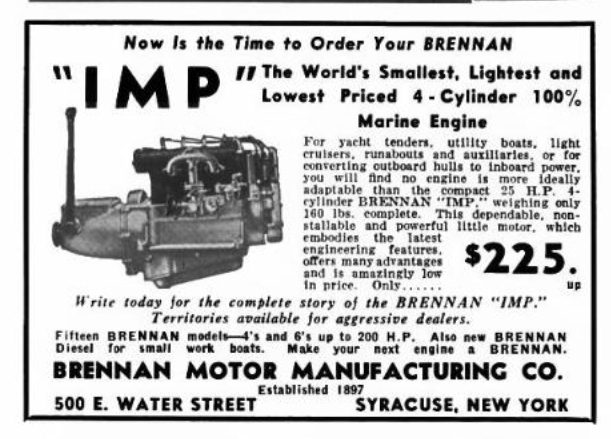 Now Is the Time to Order Your BRENNAN
"IMP" The World's Smallest, Lightest and
Lowest Priced 4-Cylinder 100%
Marine Engine
For yacht tenders, utility boats, light
cruisers, runabouts and auxiliaries, or for
converting outboard hulls to inboard power,
you will find no engine is more ideally
adaptable than the compact 25 H.P. 4-
cylinder BRENNAN "IMP," weighing only
160 lbs. complete. This dependable, non-
stallable and powerful little motor, which
embodies the latest
engineering features,
offers many advantages
and is amazingly low
in price. Only......
$225.
up
Write today for the complete story of the BRENNAN "IMP."
Territories available for aggressive dealers.
Fifteen BRENNAN models—4's and 6's up to 200 H.P. Also new BRENNAN
Diesel for small work boats. Make your next engine a BRENNAN.
BRENNAN MOTOR MANUFACTURING CO.
Established 1897
500 E. WATER STREET SYRACUSE, NEW YORK